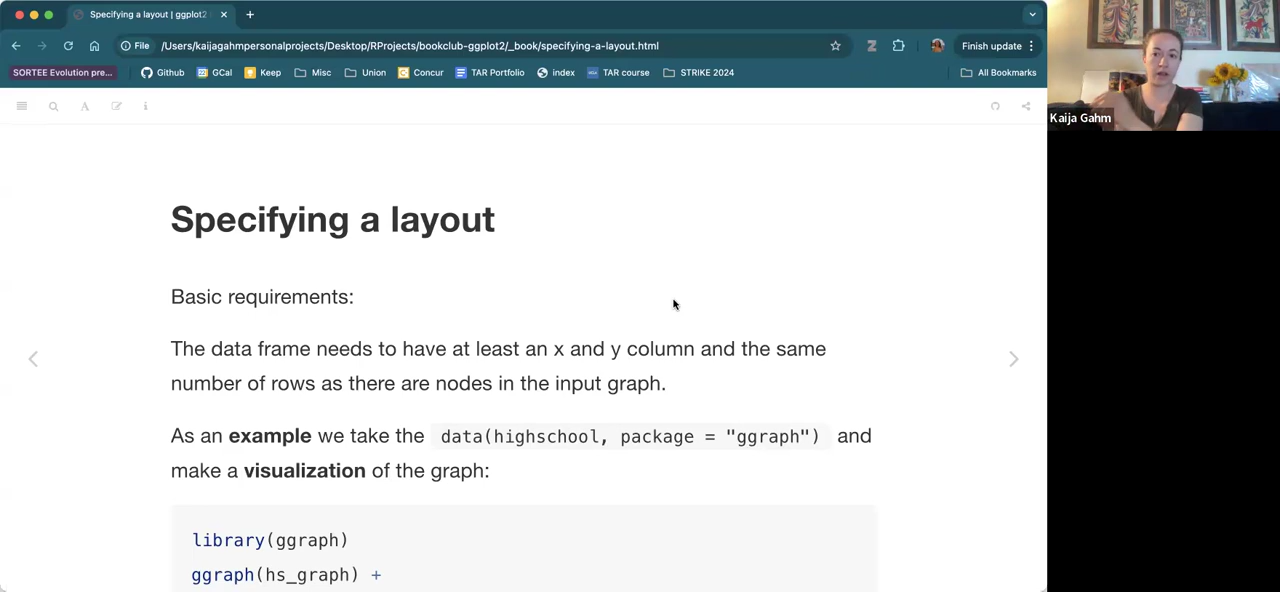 Specifying a layout | ggplot2
File
/Users/kaijagahmpersonalprojects/Desktop/RProjects/bookclub-ggplot2/_book/specifying-a-layout.html
Finish update
SORTEE Evolution pre...
Github
GCal
Keep
Misc
Union
Concur
TAR Portfolio
index
TAR course
STRIKE 2024
All Bookmarks
Kaija Gahm
Specifying a layout
Basic requirements:
The data frame needs to have at least an x and y column and the same
number of rows as there are nodes in the input graph.
As an example we take the data(highschool, package = "ggraph") and
make a visualization of the graph:
library(ggraph)
ggraph(hs_graph) +